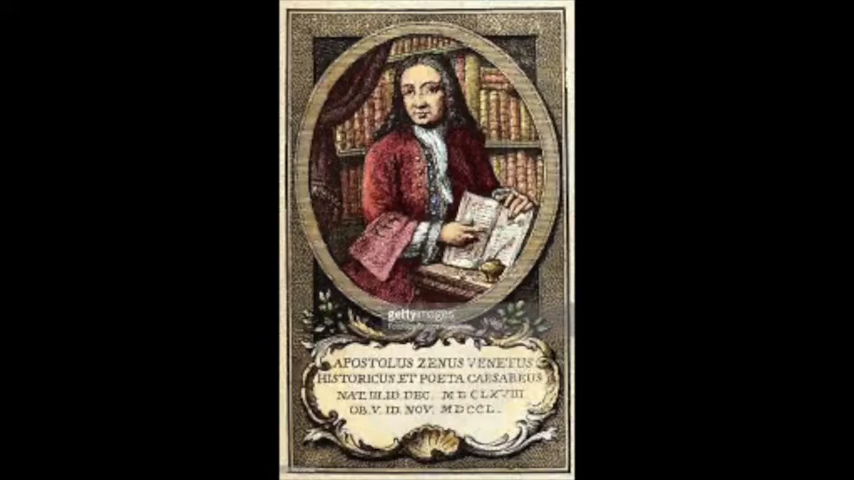 gettyimages
APOSTOLUS ZENUS VENETUS
HISTORICUS ET POETA CAESAREUS
NAT. III. ID. DEC. MDCLXVIII
OB. V. ID. NOV. MDCCL.